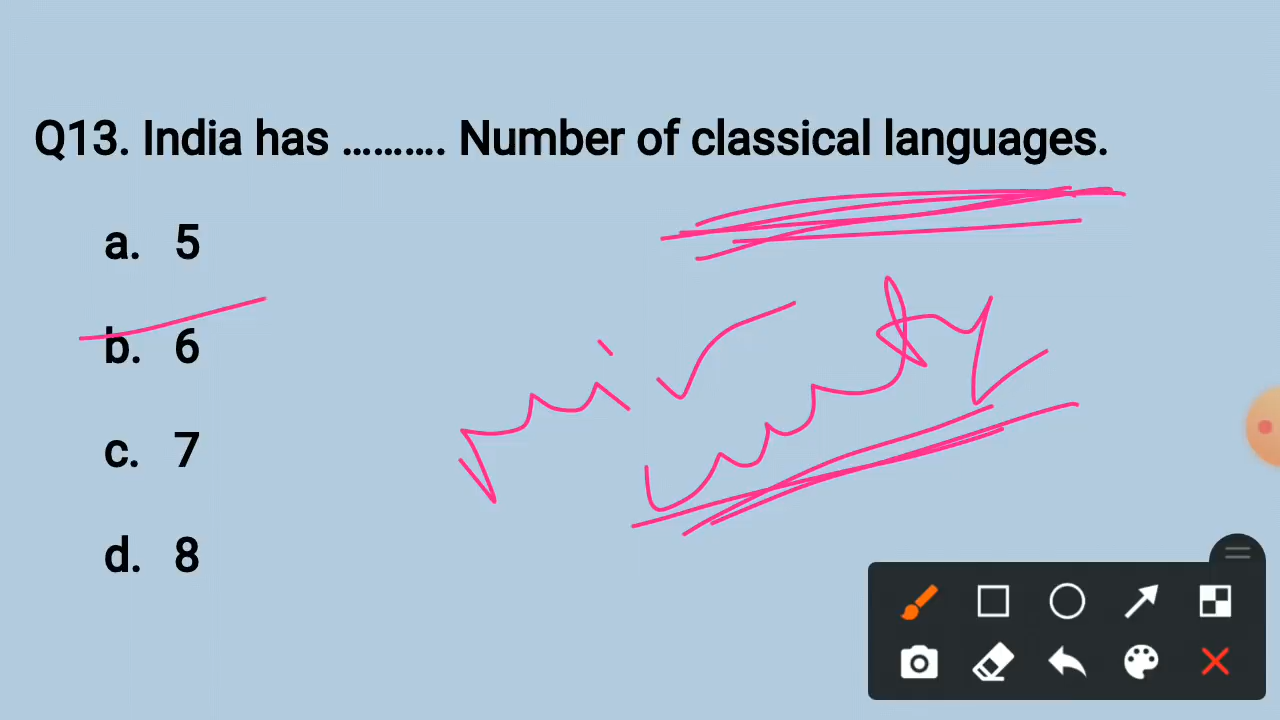 Q13. India has .......... Number of classical languages.
a. 5
b. 6
c. 7
d. 8